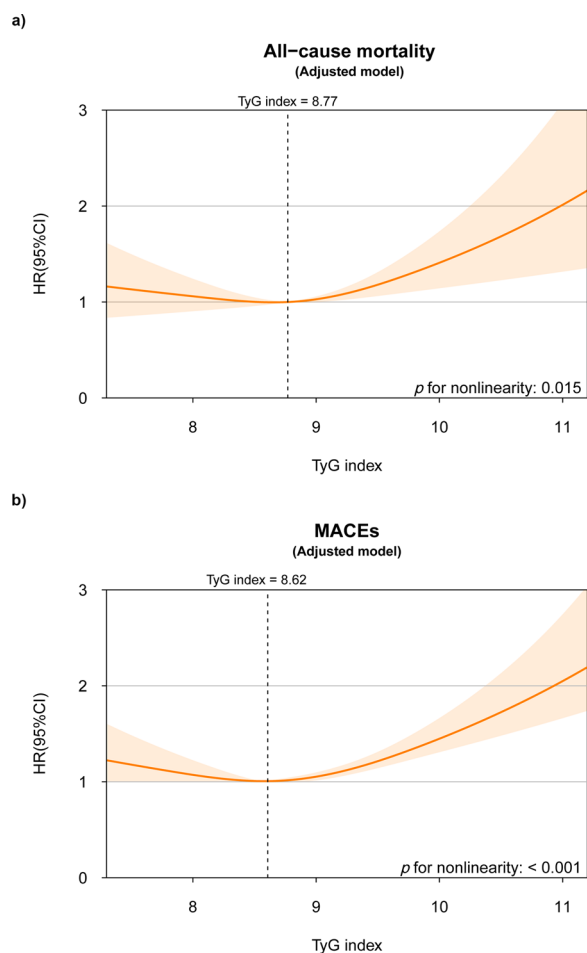 a)
All−cause mortality
(Adjusted model)
TyG index = 8.77
3
2
1
0
HR(95%CI)
p for nonlinearity: 0.015
8 9 10 11
TyG index
b)
MACEs
(Adjusted model)
TyG index = 8.62
3
2
1
0
HR(95%CI)
p for nonlinearity: < 0.001
8 9 10 11
TyG index